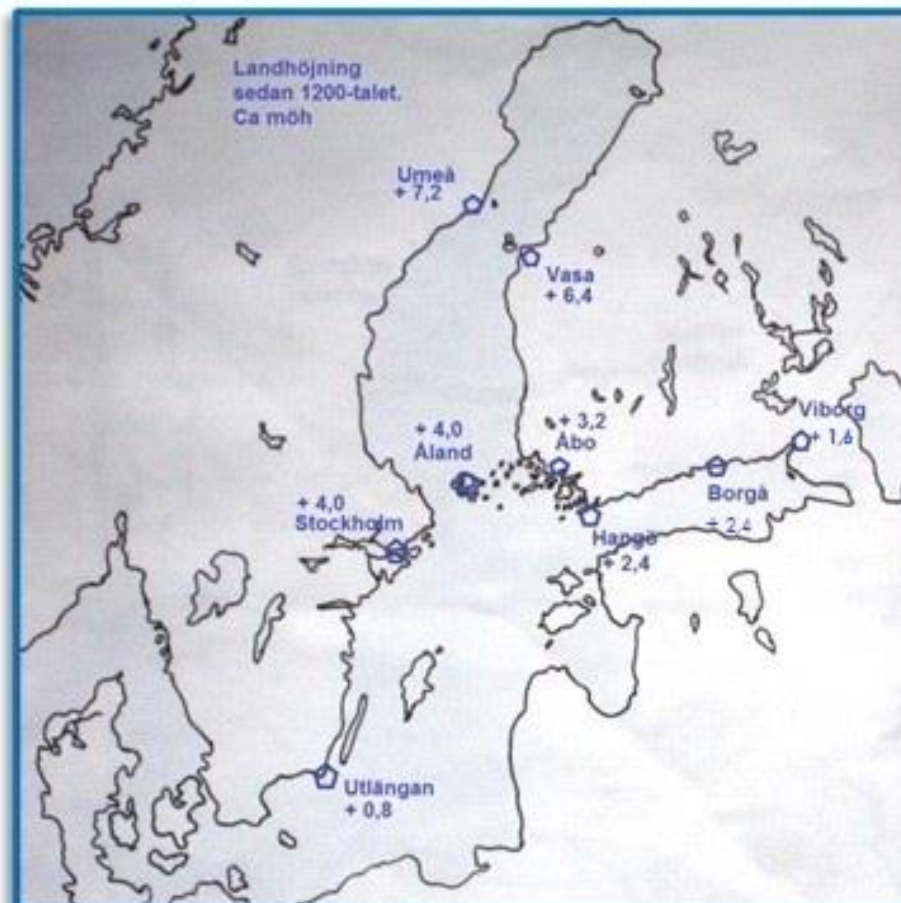 Landhöjning
sedan 1200-talet.
Ca möh
Umeå
+ 7,2
Vasa
+ 6,4
+ 4,0
Åland
+ 3,2
Åbo
Viborg
+ 1,6
+ 4,0
Stockholm
Borgå
+ 2,4
Hangö
+ 2,4
Utlängan
+ 0,8